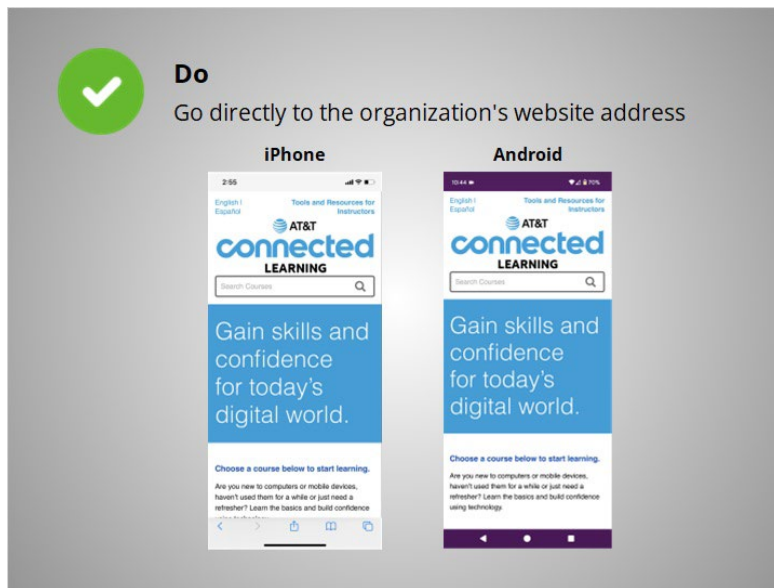 Do
Go directly to the organization's website address
iPhone
2:55
English |
Español
Tools and Resources for
Instructors
AT&T
connected
LEARNING
Search Courses
Gain skills and
confidence
for today's
digital world.
Choose a course below to start learning.
Are you new to computers or mobile devices,
haven't used them for a while or just need a
refresher? Learn the basics and build confidence
using technology.
Android
10:44
70%
English |
Español
Tools and Resources for
Instructors
AT&T
connected
LEARNING
Search Courses
Gain skills and
confidence
for today's
digital world.
Choose a course below to start learning.
Are you new to computers or mobile devices,
haven't used them for a while or just need a
refresher? Learn the basics and build confidence
using technology.